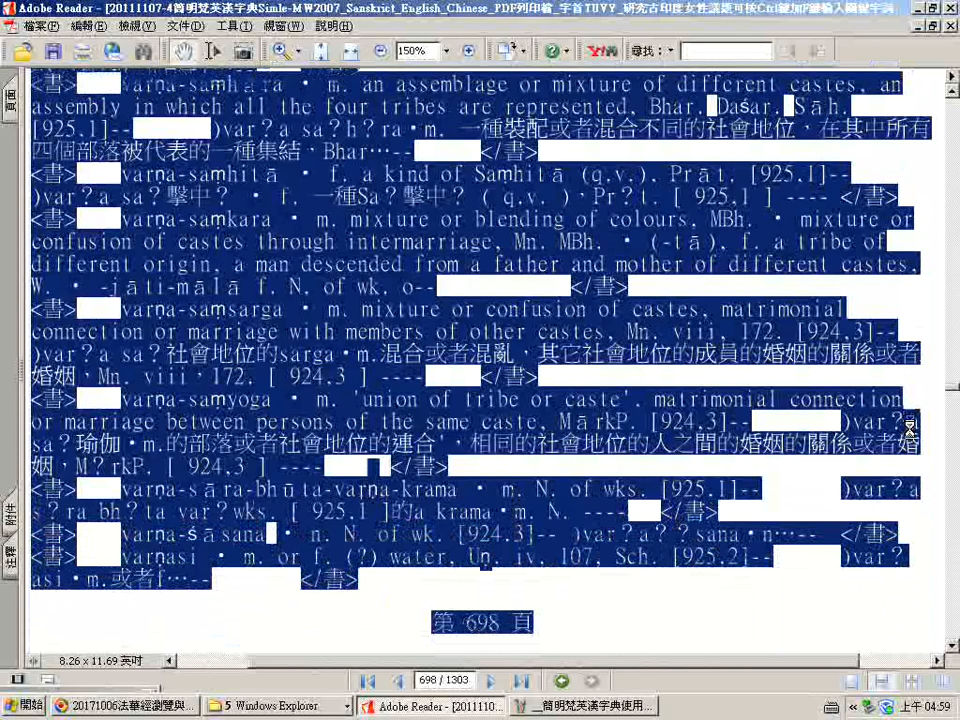 Adobe Reader - [20111107-4簡明梵英漢字典Simle-MW2007_Sanskrict_English_Chinese_PDF列印檔_字首TUVY_研究古印度女性議題可按Ctrl鍵加F鍵輸入關鍵字詞
檔案(F) 編輯(E) 檢視(V) 文件(D) 工具(T) 視窗(W) 說明(H)
150% 尋找:
頁面
附件
注釋
<書> varṇa-saṃhāra • m. an assemblage or mixture of different castes, an
assembly in which all the four tribes are represented, Bhar. Daśar. Sāh.
[925,1]-- )var？a sa？h？ra•m. 一種裝配或者混合不同的社會地位，在其中所有
四個部落被代表的一種集結，Bhar…-- </書>
<書> varṇa-saṃhitā • f. a kind of Saṃhitā (q.v.), Prāt. [925,1]--
)var？a sa？擊中？ • f. 一種Sa？擊中？ ( q.v. )，Pr？t. [ 925,1 ] ---- </書>
<書> varṇa-saṃkara • m. mixture or blending of colours, MBh. • mixture or
confusion of castes through intermarriage, Mn. MBh. • (-tā), f. a tribe of
different origin, a man descended from a father and mother of different castes,
W. • -jāti-mālā f. N. of wk. o-- </書>
<書> varṇa-saṃsarga • m. mixture or confusion of castes, matrimonial
connection or marriage with members of other castes, Mn. viii, 172. [924,3]--
)var？a sa？社會地位的sarga•m.混合或者混亂，其它社會地位的成員的婚姻的關係或者
婚姻，Mn. viii，172. [ 924,3 ] ---- </書>
<書> varṇa-saṃyoga • m. 'union of tribe or caste'. matrimonial connection
or marriage between persons of the same caste, MārkP. [924,3]-- )var？a
sa？瑜伽•m.的部落或者社會地位的連合'，相同的社會地位的人之間的婚姻的關係或者婚
姻，M？rkP. [ 924,3 ] ---- </書>
<書> varṇa-sāra-bhūta-varṇa-krama • m. N. of wks. [925,1]-- )var？a
s？ra bh？ta var？wks. [ 925,1 ]的a krama•m. N. ---- </書>
<書> varṇa-śāsana • n. N. of wk. [924,3]-- )var？a？？sana•n…-- </書>
<書> varṇasi • m. or f. (?) water, Uṇ. iv, 107, Sch. [925,2]-- )var？
asi•m.或者f…-- </書>
第 698 頁
8.26 x 11.69 英吋
698 / 1303
開始 20171006法華經瀏覽與... 5 Windows Explorer Adobe Reader - [2011110... __簡明梵英漢字典使用... 上午 04:59